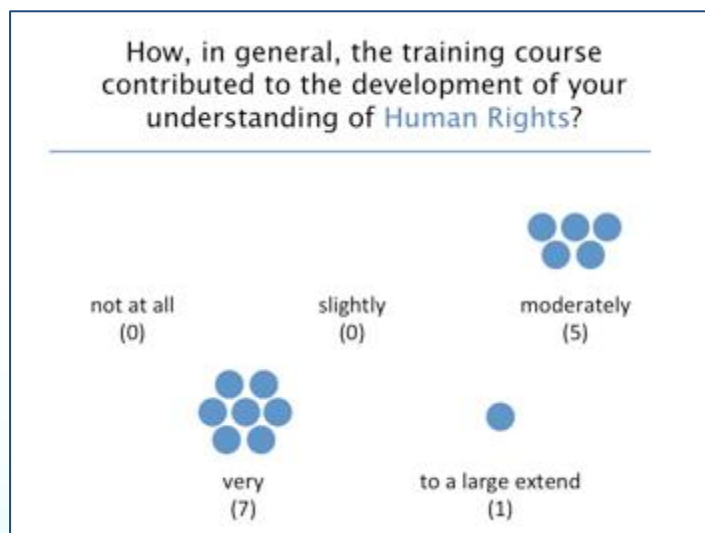 How, in general, the training course
contributed to the development of your
understanding of Human Rights?
not at all
(0)
slightly
(0)
moderately
(5)
very
(7)
to a large extend
(1)